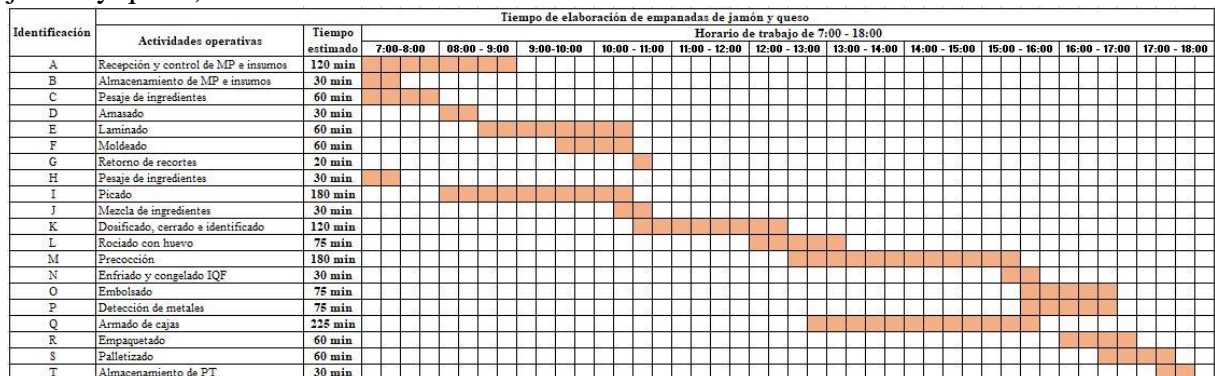 Tiempo de elaboración de empanadas de jamón y queso
Identificación Actividades operativas Tiempo estimado Horario de trabajo de 7:00 - 18:00
7:00-8:00 08:00 - 9:00 9:00-10:00 10:00 - 11:00 11:00 - 12:00 12:00 - 13:00 13:00 - 14:00 14:00 - 15:00 15:00 - 16:00 16:00 - 17:00 17:00 - 18:00
A Recepción y control de MP e insumos 120 min
B Almacenamiento de MP e insumos 30 min
C Pesaje de ingredientes 60 min
D Amasado 30 min
E Laminado 60 min
F Moldeado 60 min
G Retorno de recortes 20 min
H Pesaje de ingredientes 30 min
I Picado 180 min
J Mezcla de ingredientes 30 min
K Dosificado, cerrado e identificado 120 min
L Rociado con huevo 75 min
M Precocción 180 min
N Enfriado y congelado IQF 30 min
O Embolsado 75 min
P Detección de metales 75 min
Q Armado de cajas 225 min
R Empaquetado 60 min
S Palletizado 60 min
T Almacenamiento de PT 30 min